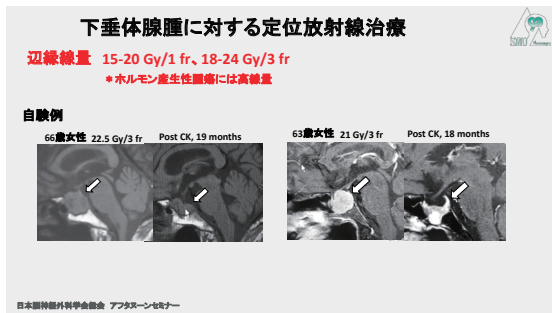 下垂体腺腫に対する定位放射線治療
辺縁線量 15-20 Gy/1 fr、18-24 Gy/3 fr
＊ホルモン産生性腫瘍には高線量
自験例
66歳女性 22.5 Gy/3 fr Post CK, 19 months
63歳女性 21 Gy/3 fr Post CK, 18 months
日本脳神経外科学会総会 アフタヌーンセミナー